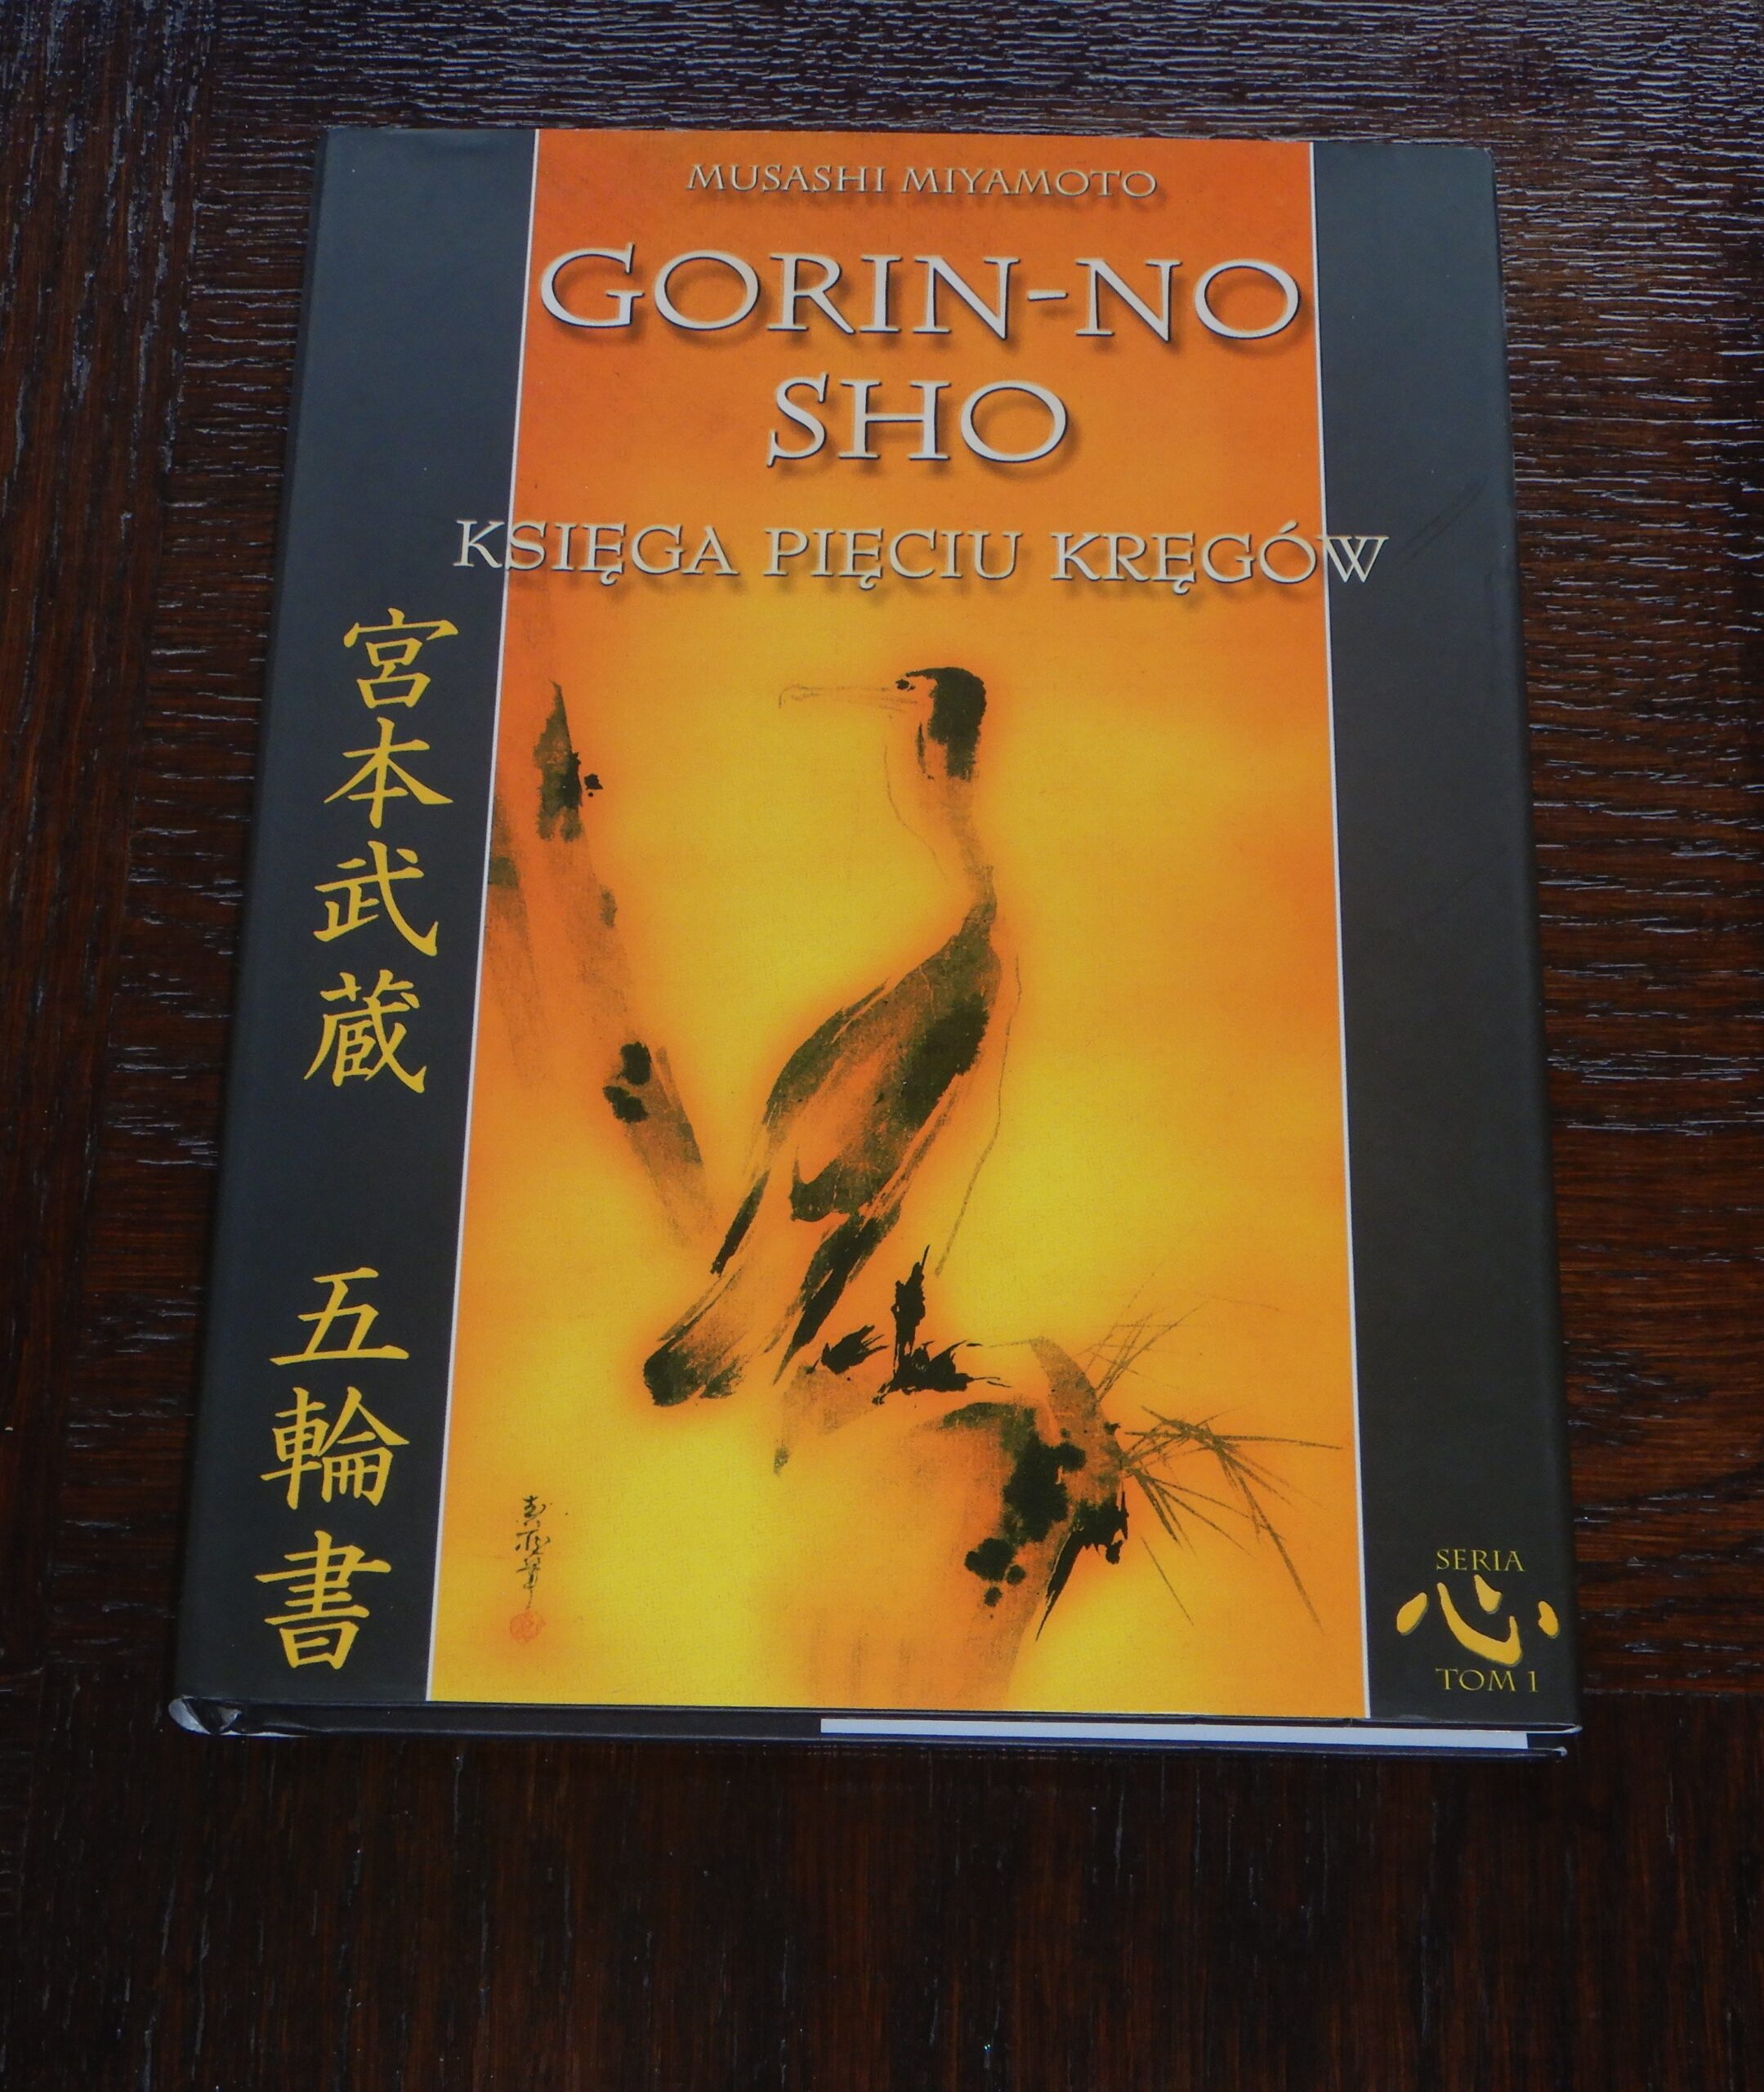 MUSASHI MIYAMOTO
GORIN-NO
SHO
KSIĘGA PIĘCIU KRĘGÓW
宮本武蔵
五輪書
SERIA
心
TOM 1